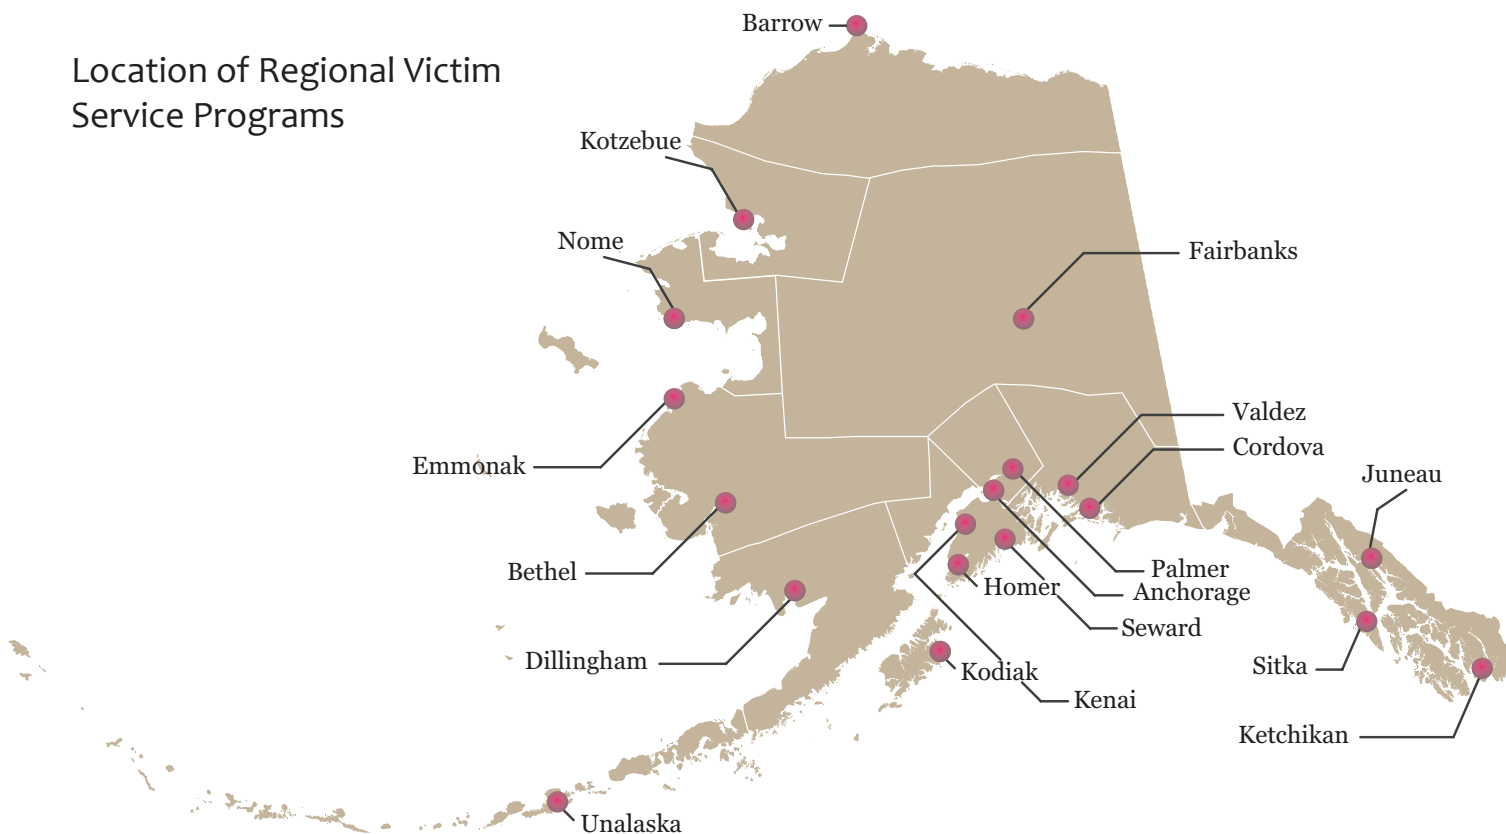 Location of Regional Victim
Service Programs
Barrow
Kotzebue
Nome
Fairbanks
Valdez
Cordova
Emmonak
Juneau
Bethel
Palmer
Homer
Anchorage
Seward
Dillingham
Kodiak
Sitka
Kenai
Ketchikan
Unalaska